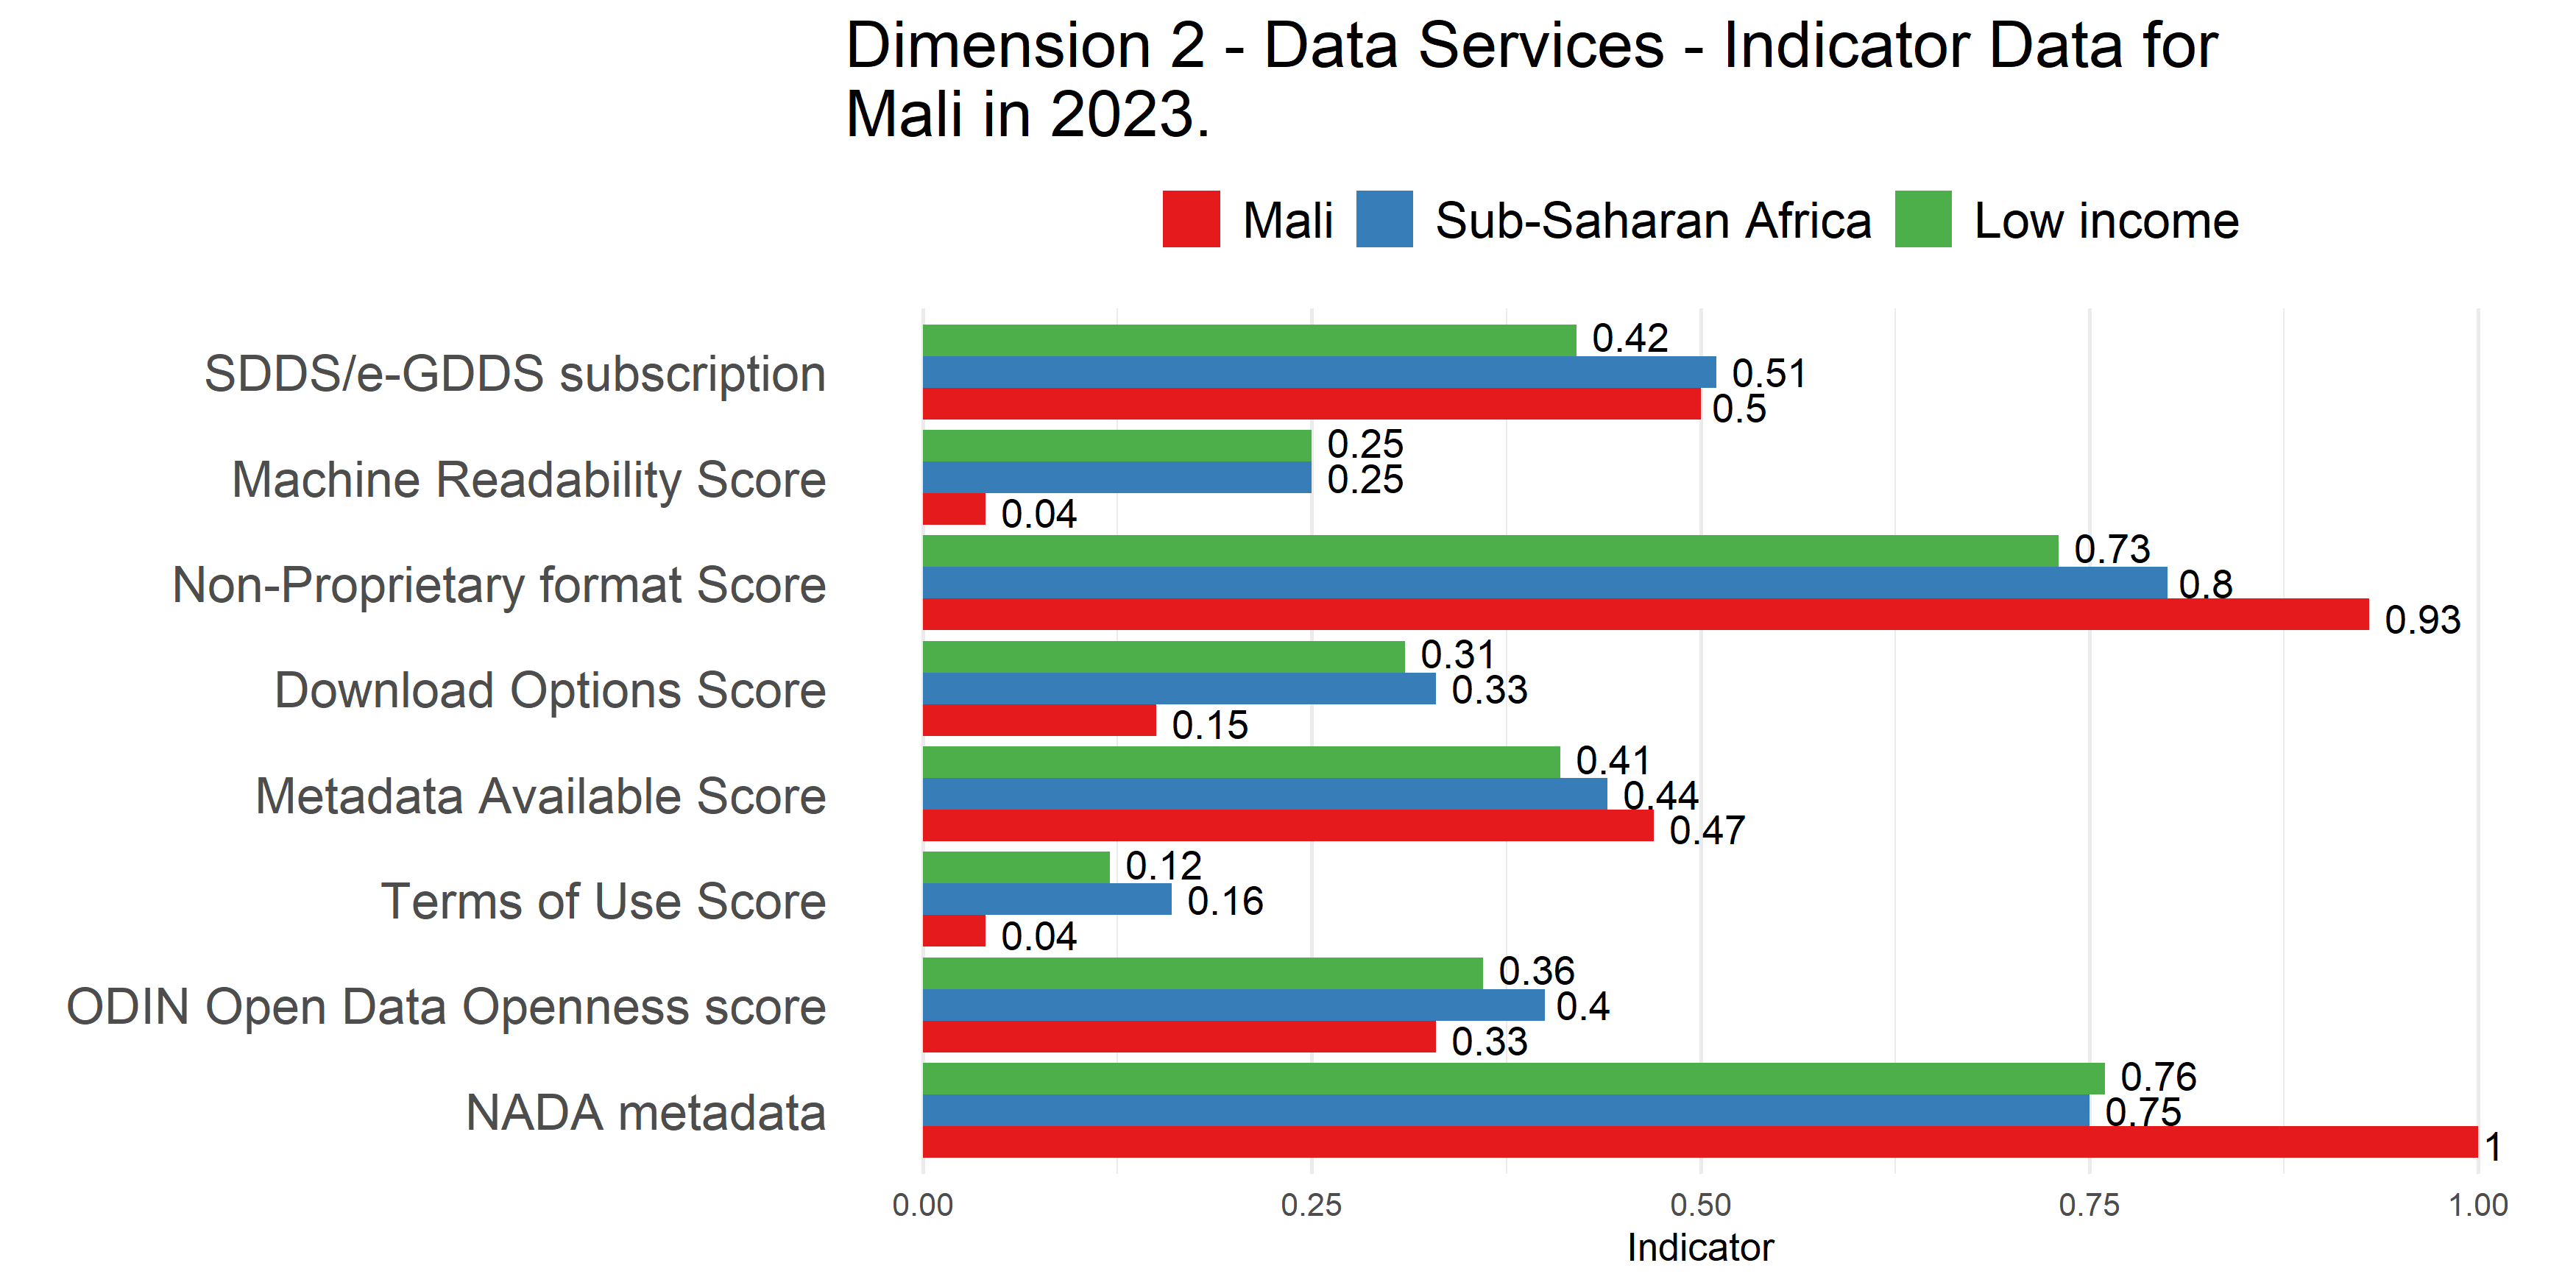 Dimension 2 - Data Services - Indicator Data for
Mali in 2023.
Mali Sub-Saharan Africa Low income
SDDS/e-GDDS subscription
0.42
0.51
0.5
Machine Readability Score
0.25
0.25
0.04
Non-Proprietary format Score
0.73
0.8
0.93
Download Options Score
0.31
0.33
0.15
Metadata Available Score
0.41
0.44
0.47
Terms of Use Score
0.12
0.16
0.04
ODIN Open Data Openness score
0.36
0.4
0.33
NADA metadata
0.76
0.75
1
0.00 0.25 0.50 0.75 1.00
Indicator